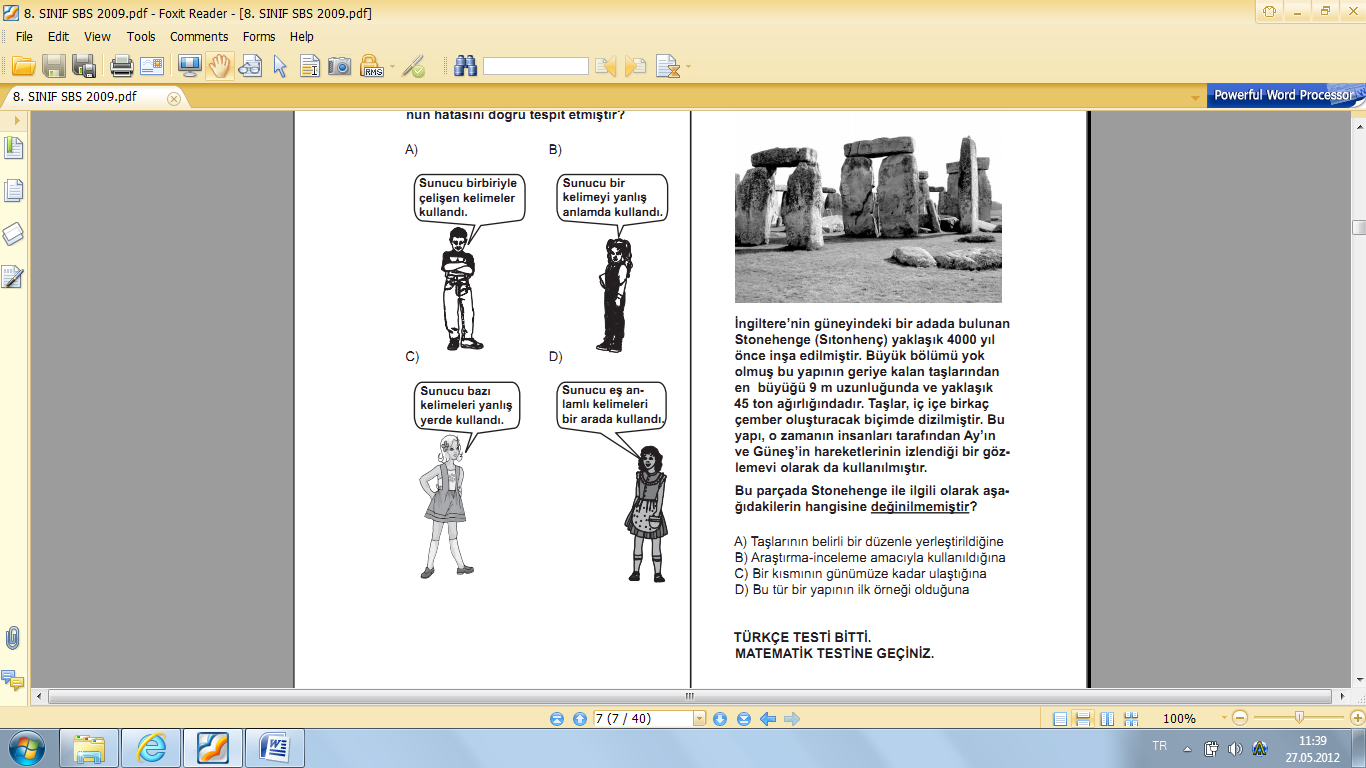 8. SINIF SBS 2009.pdf - Foxit Reader - [8. SINIF SBS 2009.pdf]
File Edit View Tools Comments Forms Help
RMS
8. SINIF SBS 2009.pdf
Powerful Word Processor
nun hatasını doğru tespit etmiştir?
A)
B)
Sunucu birbiriyle
çelişen kelimeler
kullandı.
Sunucu bir
kelimeyi yanlış
anlamda kullandı.
C)
D)
Sunucu bazı
kelimeleri yanlış
yerde kullandı.
Sunucu eş an-
lamlı kelimeleri
bir arada kullandı.
İngiltere'nin güneyindeki bir adada bulunan
Stonehenge (Sıtonhenç) yaklaşık 4000 yıl
önce inşa edilmiştir. Büyük bölümü yok
olmuş bu yapının geriye kalan taşlarından
en büyüğü 9 m uzunluğunda ve yaklaşık
45 ton ağırlığındadır. Taşlar, iç içe birkaç
çember oluşturacak biçimde dizilmiştir. Bu
yapı, o zamanın insanları tarafından Ay'ın
ve Güneş'in hareketlerinin izlendiği bir göz-
lemevi olarak da kullanılmıştır.
Bu parçada Stonehenge ile ilgili olarak aşa-
ğıdakilerin hangisine değinilmemiştir?
A) Taşlarının belirli bir düzenle yerleştirildiğine
B) Araştırma-inceleme amacıyla kullanıldığına
C) Bir kısmının günümüze kadar ulaştığına
D) Bu tür bir yapının ilk örneği olduğuna
TÜRKÇE TESTİ BİTTİ.
MATEMATİK TESTİNE GEÇİNİZ.
7 (7 / 40)
100%
TR
11:39
27.05.2012